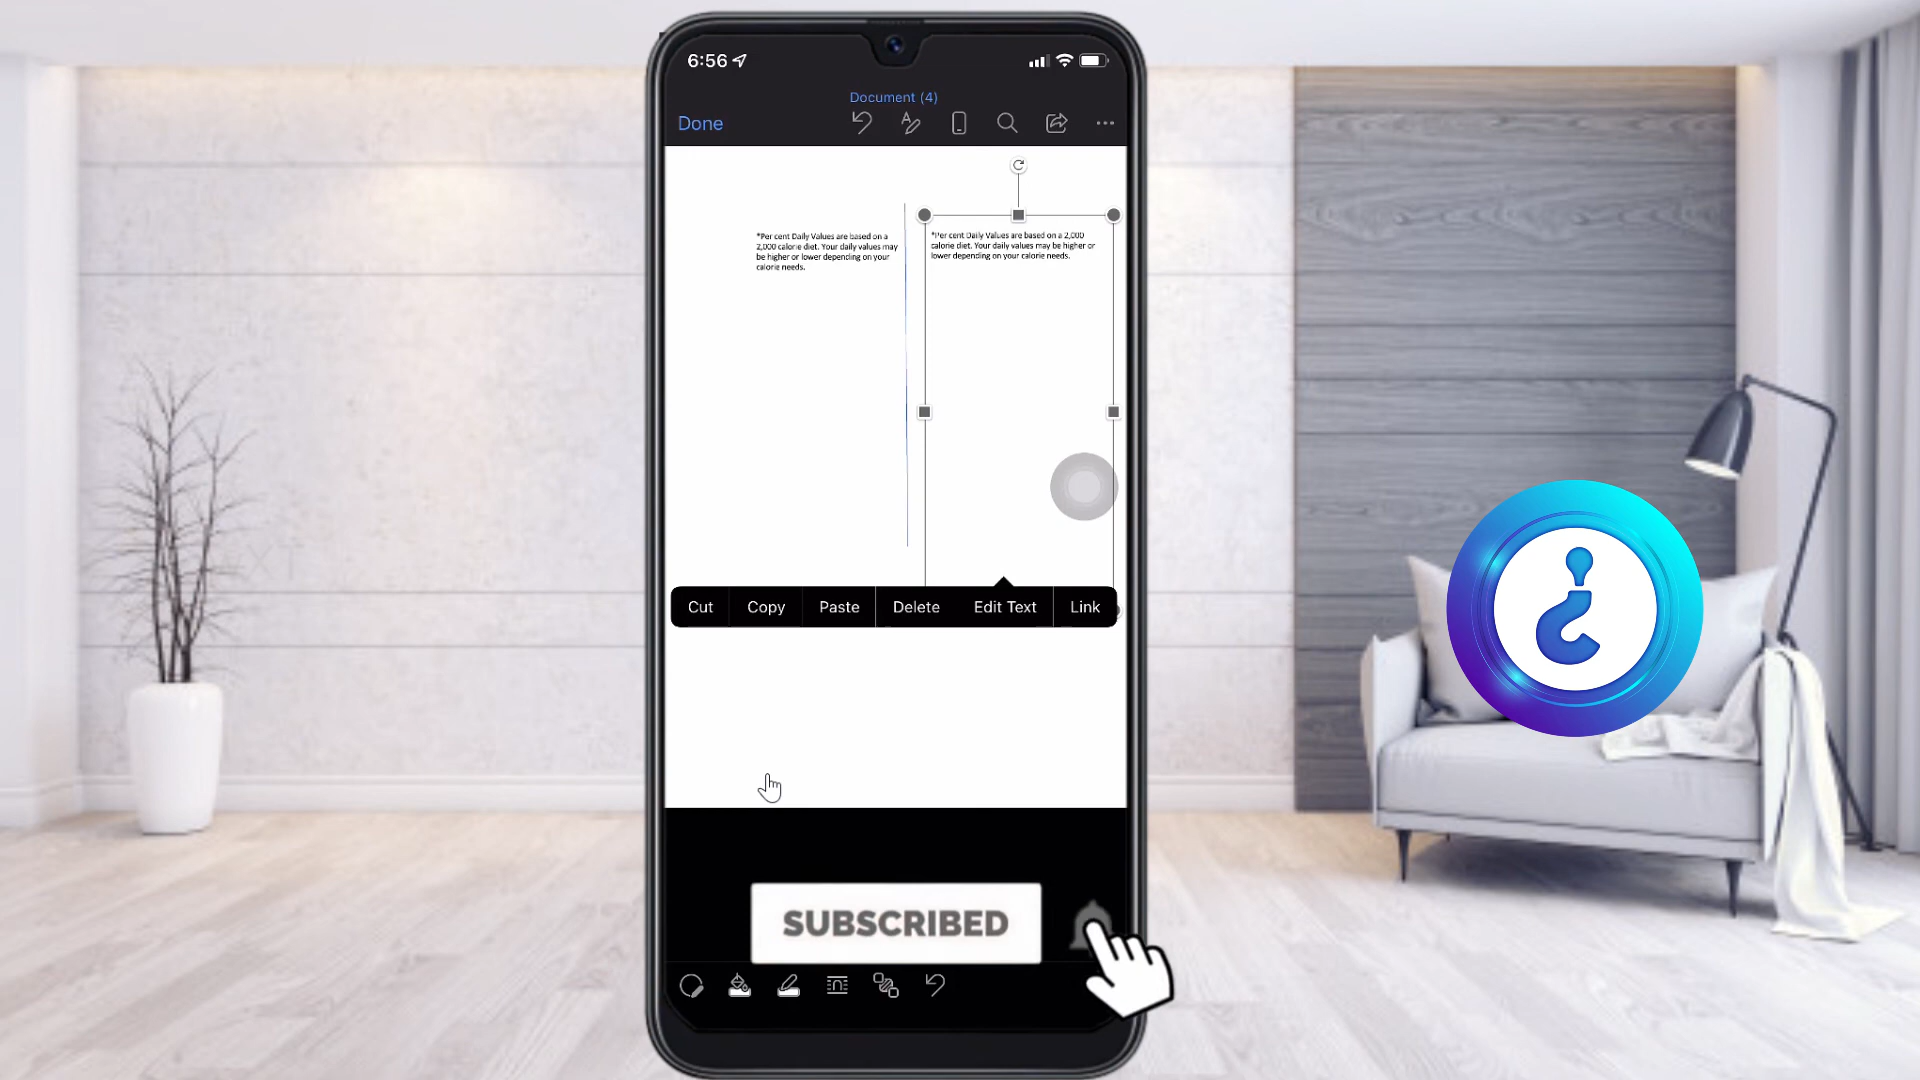 6:56
Document (4)
Done
*Per cent Daily Values are based on a
2,000 calorie diet. Your daily values may
be higher or lower depending on your
calorie needs.
*Per cent Daily Values are based on a 2,000
calorie diet. Your daily values may be higher or
lower depending on your calorie needs.
Cut Copy Paste Delete Edit Text Link
SUBSCRIBED